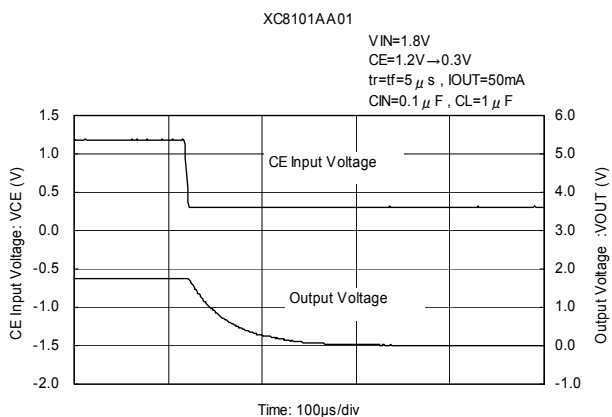 XC8101AA01
VIN=1.8V
CE=1.2V→0.3V
tr=tf=5μs , IOUT=50mA
CIN=0.1μF , CL=1μF
CE Input Voltage: VCE (V)
1.5
1.0
0.5
0.0
-0.5
-1.0
-1.5
-2.0
CE Input Voltage
Output Voltage
6.0
5.0
4.0
3.0
2.0
1.0
0.0
-1.0
Output Voltage :VOUT (V)
Time: 100μs/div